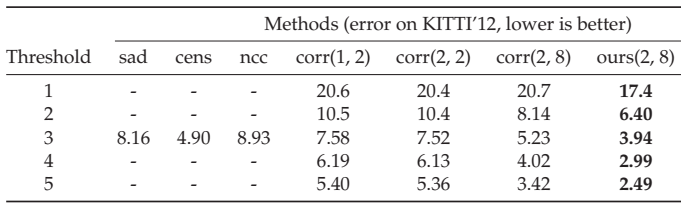 Methods (error on KITTI'12, lower is better)
Threshold sad cens ncc corr(1, 2) corr(2, 2) corr(2, 8) ours(2, 8)
1 - - - 20.6 20.4 20.7 17.4
2 - - - 10.5 10.4 8.14 6.40
3 8.16 4.90 8.93 7.58 7.52 5.23 3.94
4 - - - 6.19 6.13 4.02 2.99
5 - - - 5.40 5.36 3.42 2.49